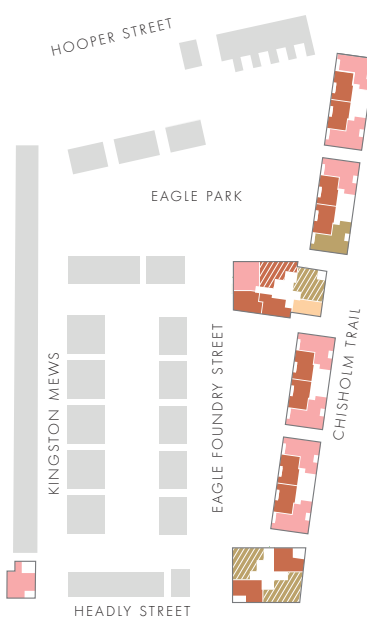 HOOPER STREET
EAGLE PARK
KINGSTON MEWS
EAGLE FOUNDRY STREET
CHISHOLM TRAIL
HEADLY STREET